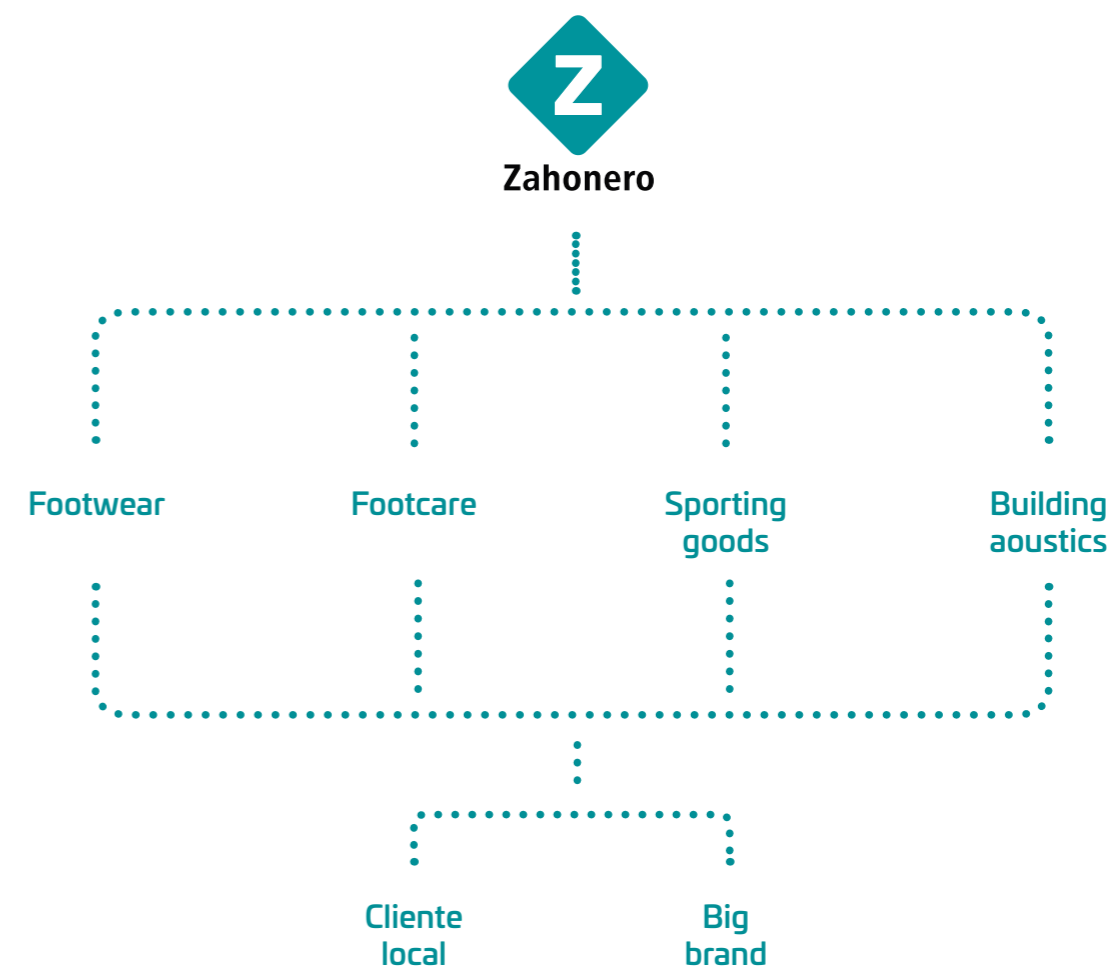 Z
Zahonero
Footwear
Footcare
Sporting
goods
Building
aoustics
Cliente
local
Big
brand